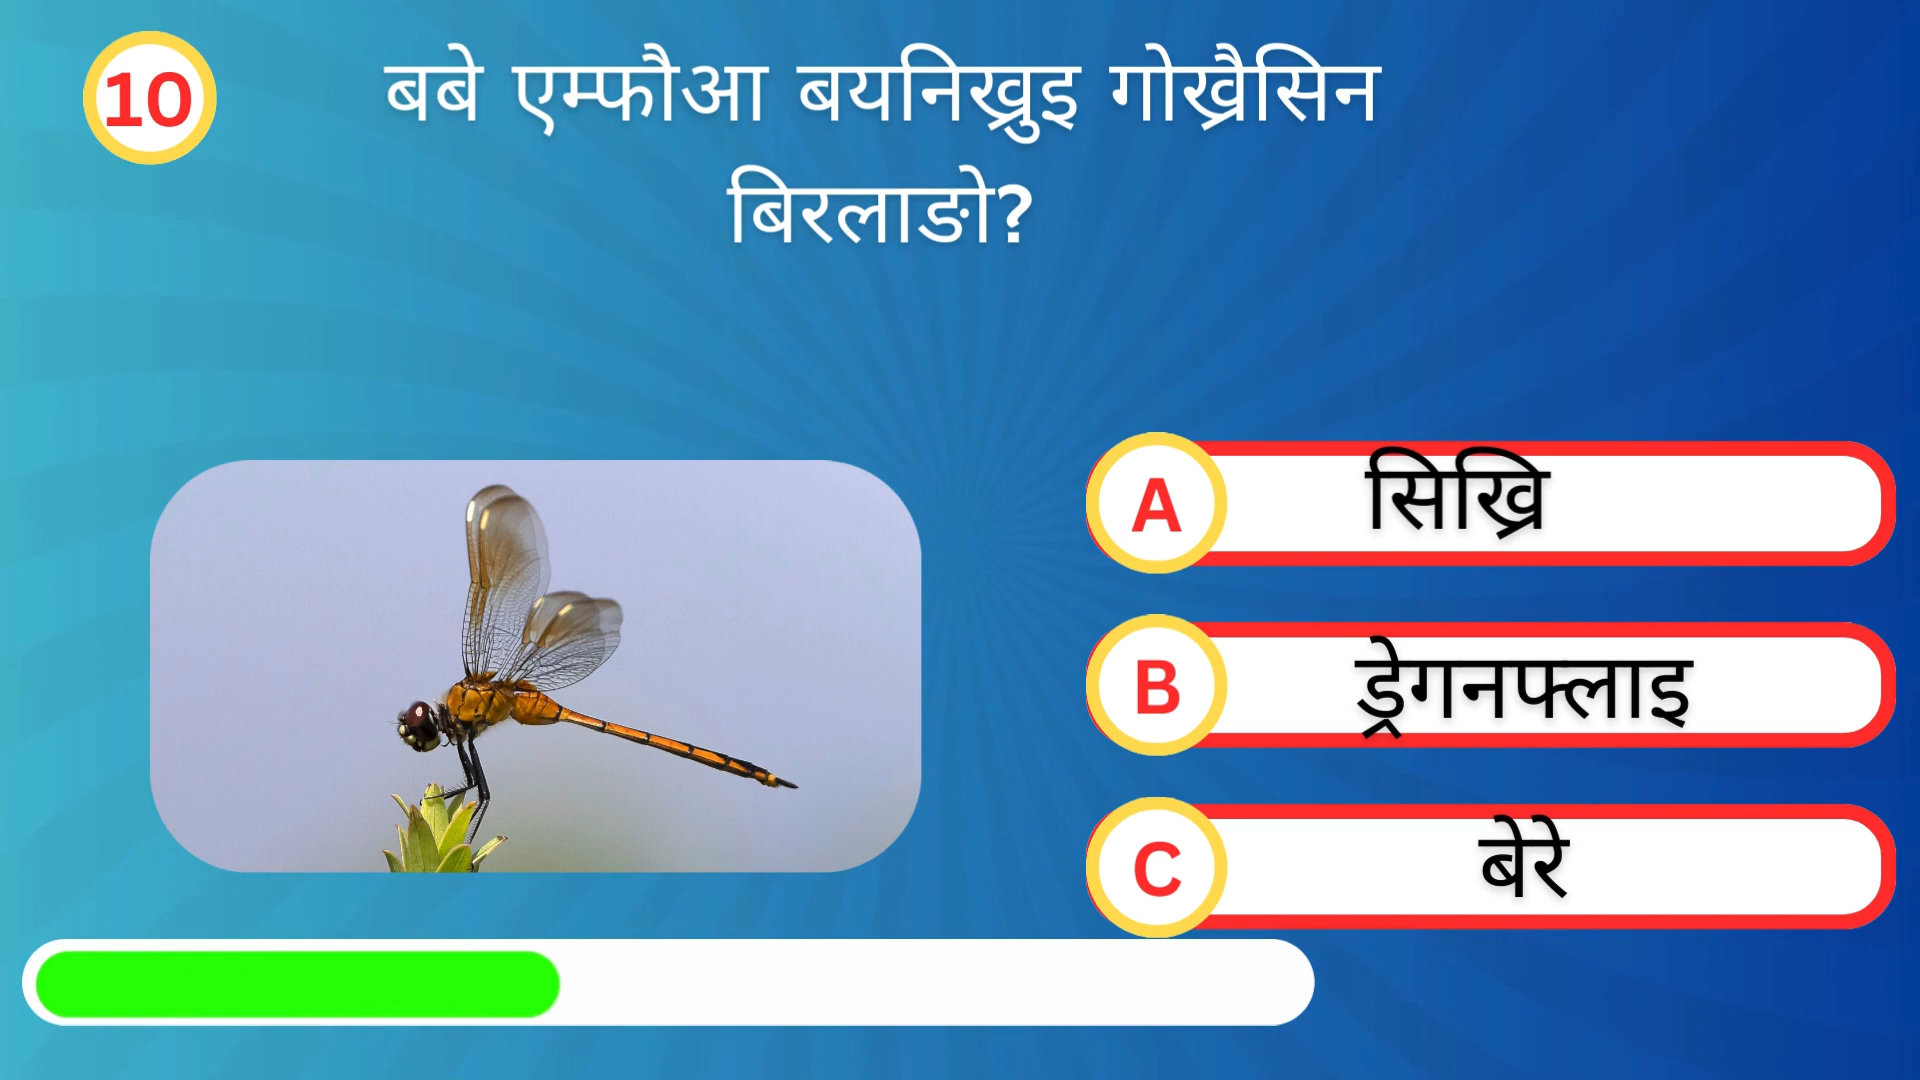 10
बबे एम्फौआ बयनिख्रुइ गोख्रैसिन
बिरलाङो?
A
सिख्रि
B
ड्रेगनफ्लाइ
C
बेरे